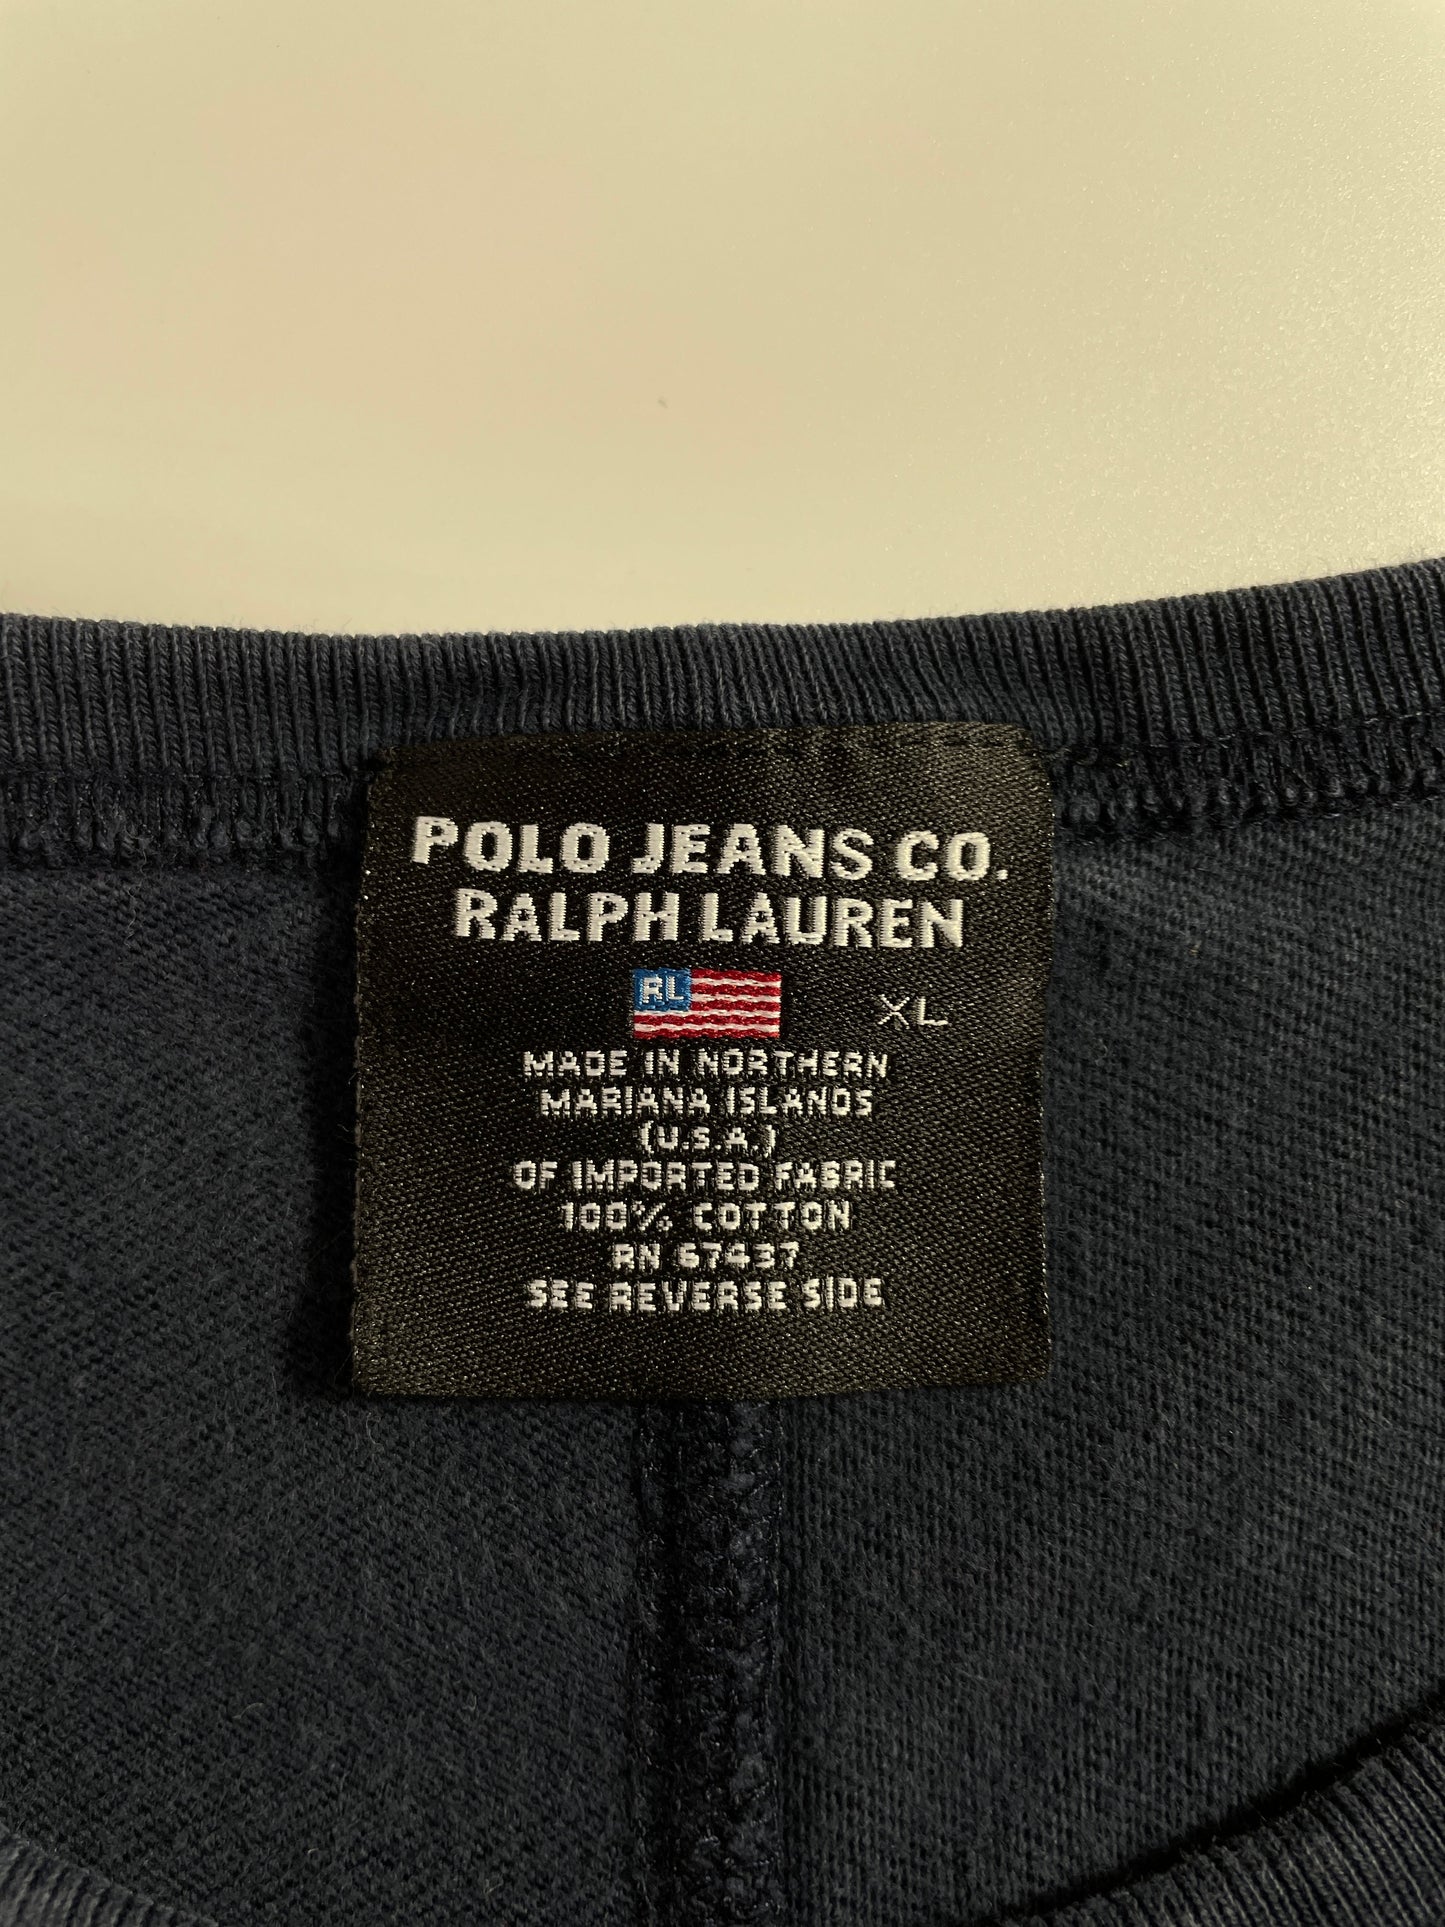 POLO JEANS CO.
RALPH LAUREN
RL
XL
MADE IN NORTHERN
MARIANA ISLANDS
(U.S.A.)
OF IMPORTED FABRIC
100% COTTON
RN 67437
SEE REVERSE SIDE